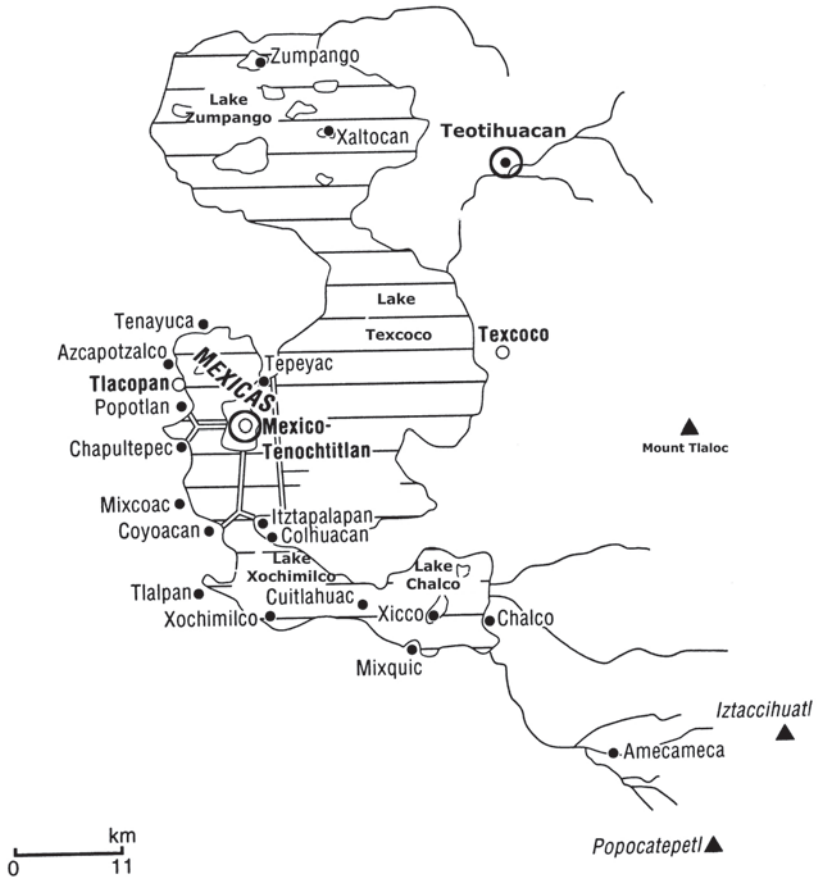 Zumpango
Lake
Zumpango
Xaltocan
Teotihuacan
Lake
Texcoco
Texcoco
Tenayuca
Azcapotzalco
Tlacopan
Popotlan
MEXICAS
Tepeyac
Mexico-
Tenochtitlan
Chapultepec
Mount Tlaloc
Mixcoac
Coyoacan
Itztapalapan
Colhuacan
Lake
Xochimilco
Lake
Chalco
Tlalpan
Cuitlahuac
Xochimilco
Xicco
Chalco
Mixquic
Iztaccihuatl
Amecameca
Popocatepetl
km
0 11